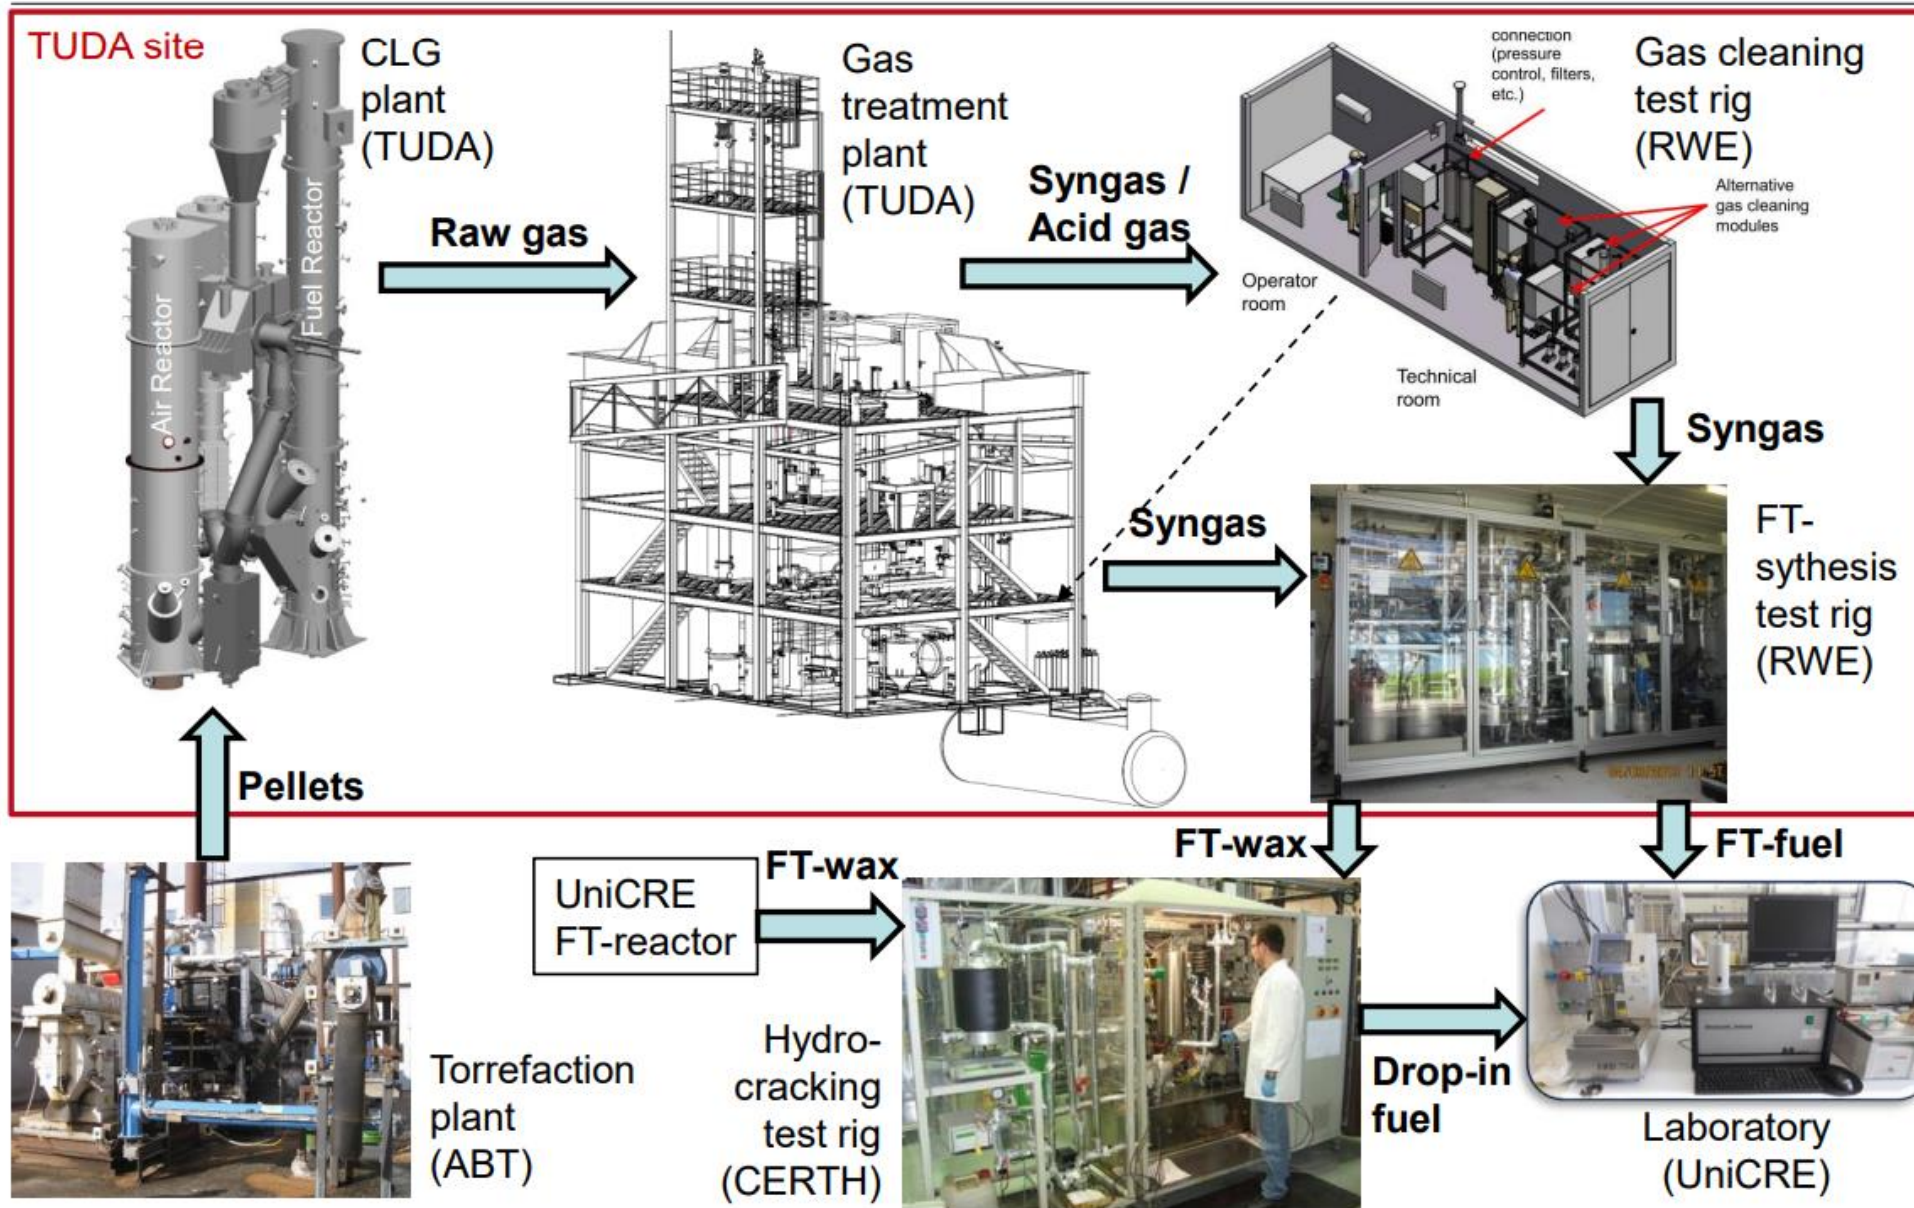 TUDA site
CLG
plant
(TUDA)
Air Reactor
Fuel Reactor
Raw gas
Gas
treatment
plant
(TUDA)
Syngas /
Acid gas
connection
(pressure
control, filters,
etc.)
Gas cleaning
test rig
(RWE)
Alternative
gas cleaning
modules
Operator
room
Technical
room
Syngas
Syngas
FT-
sythesis
test rig
(RWE)
Pellets
FT-wax
FT-fuel
UniCRE
FT-reactor
FT-wax
Torrefaction
plant
(ABT)
Hydro-
cracking
test rig
(CERTH)
Drop-in
fuel
Laboratory
(UniCRE)